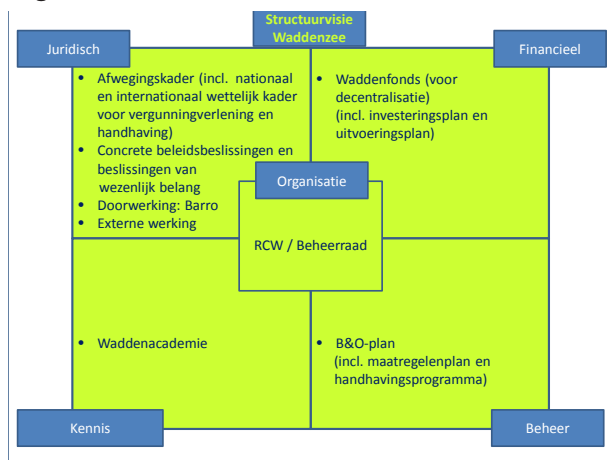 Structuurvisie
Waddenzee
Juridisch
Financieel
• Afwegingskader (incl. nationaal
en internationaal wettelijk kader
voor vergunningverlening en
handhaving)
• Concrete beleidsbeslissingen en
beslissingen van
wezenlijk belang
• Doorwerking: Barro
• Externe werking
• Waddenfonds (voor
decentralisatie)
(incl. investeringsplan en
uitvoeringsplan)
Organisatie
RCW / Beheerraad
• Waddenacademie
• B&O-plan
(incl. maatregelenplan en
handhavingsprogramma)
Kennis
Beheer